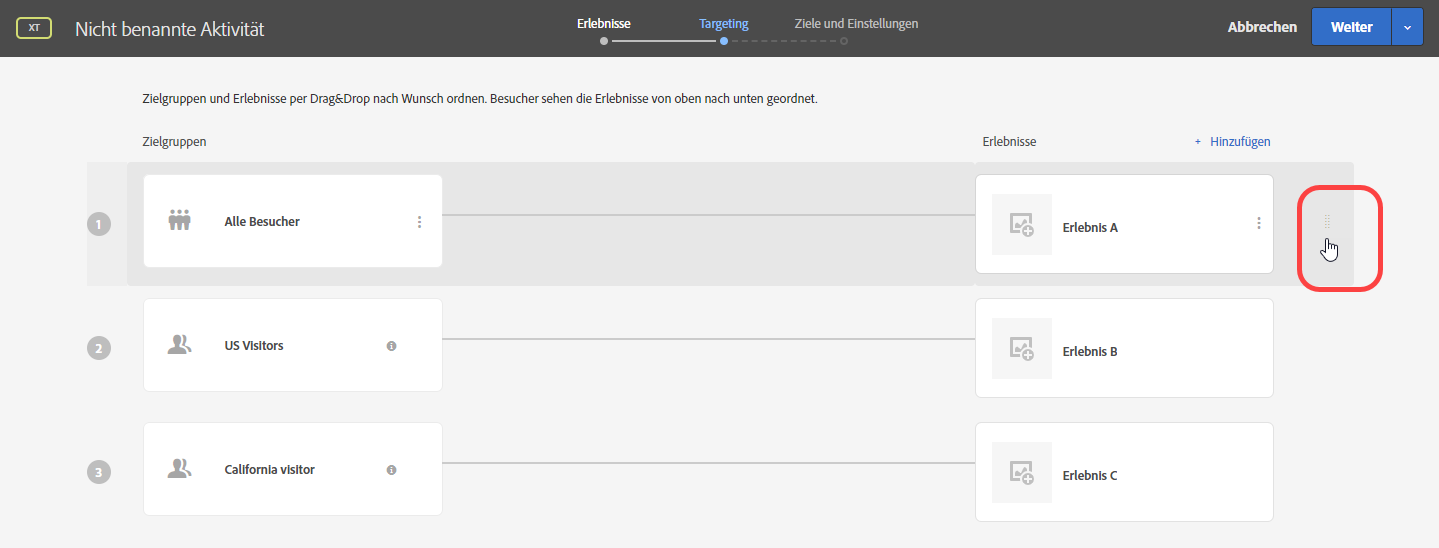 XT
Nicht benannte Aktivität
Erlebnisse
Targeting
Ziele und Einstellungen
Abbrechen
Weiter
Zielgruppen und Erlebnisse per Drag&Drop nach Wunsch ordnen. Besucher sehen die Erlebnisse von oben nach unten geordnet.
Zielgruppen
Erlebnisse
+ Hinzufügen
1
Alle Besucher
Erlebnis A
2
US Visitors
Erlebnis B
3
California visitor
Erlebnis C